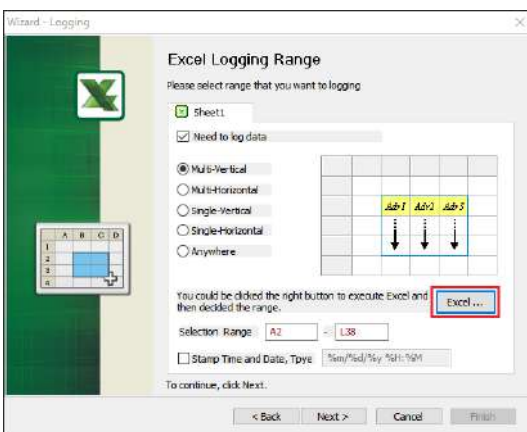 Wizard - Logging
Excel Logging Range
Please select range that you want to logging
Sheet1
Need to log data
Multi-Vertical
Multi-Horizontal
Single-Vertical
Single-Horizontal
Anywhere
Adr1 Adr2 Adr3
A B C D
1
2
3
4
You could be clicked the right button to execute Excel and
then decided the range.
Excel ...
Selection Range A2 - L38
Stamp Time and Date, Tpye %m/%d/%y %H:%M
To continue, click Next.
< Back Next > Cancel Finish